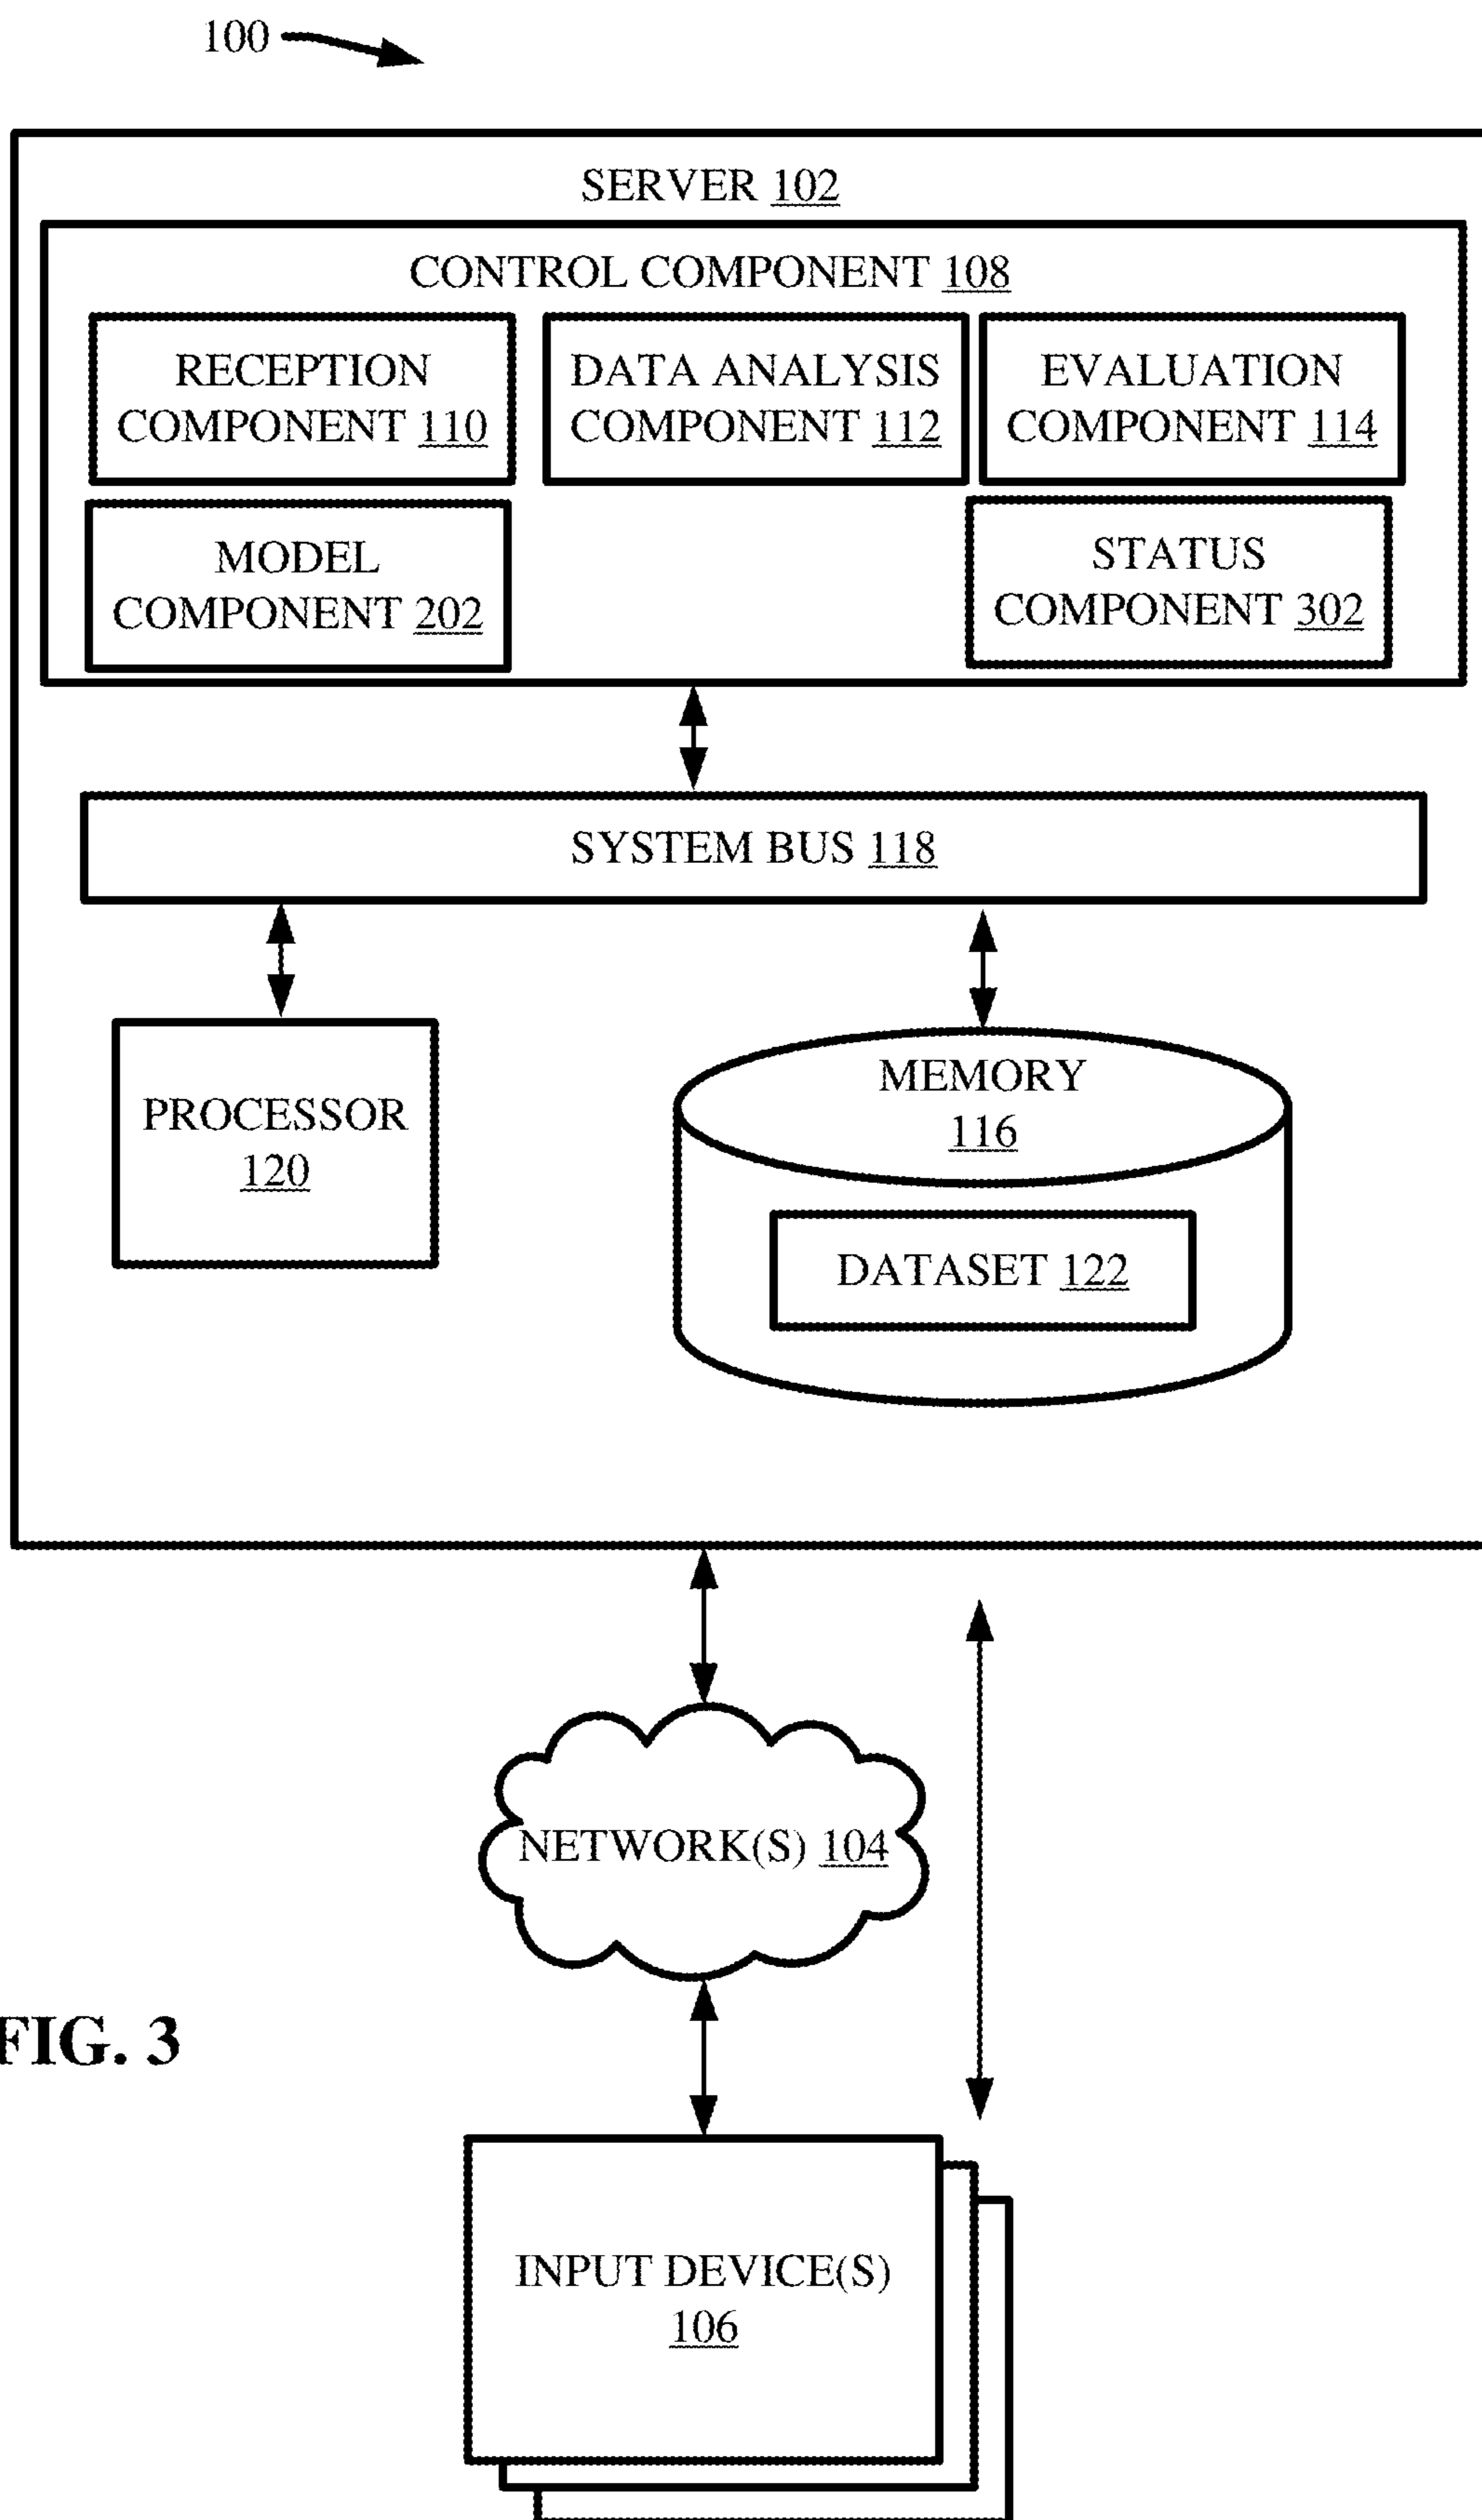 100
SERVER 102
CONTROL COMPONENT 108
RECEPTION
COMPONENT 110
DATA ANALYSIS
COMPONENT 112
EVALUATION
COMPONENT 114
MODEL
COMPONENT 202
STATUS
COMPONENT 302
SYSTEM BUS 118
PROCESSOR
120
MEMORY
116
DATASET 122
NETWORK(S) 104
FIG. 3
INPUT DEVICE(S)
106